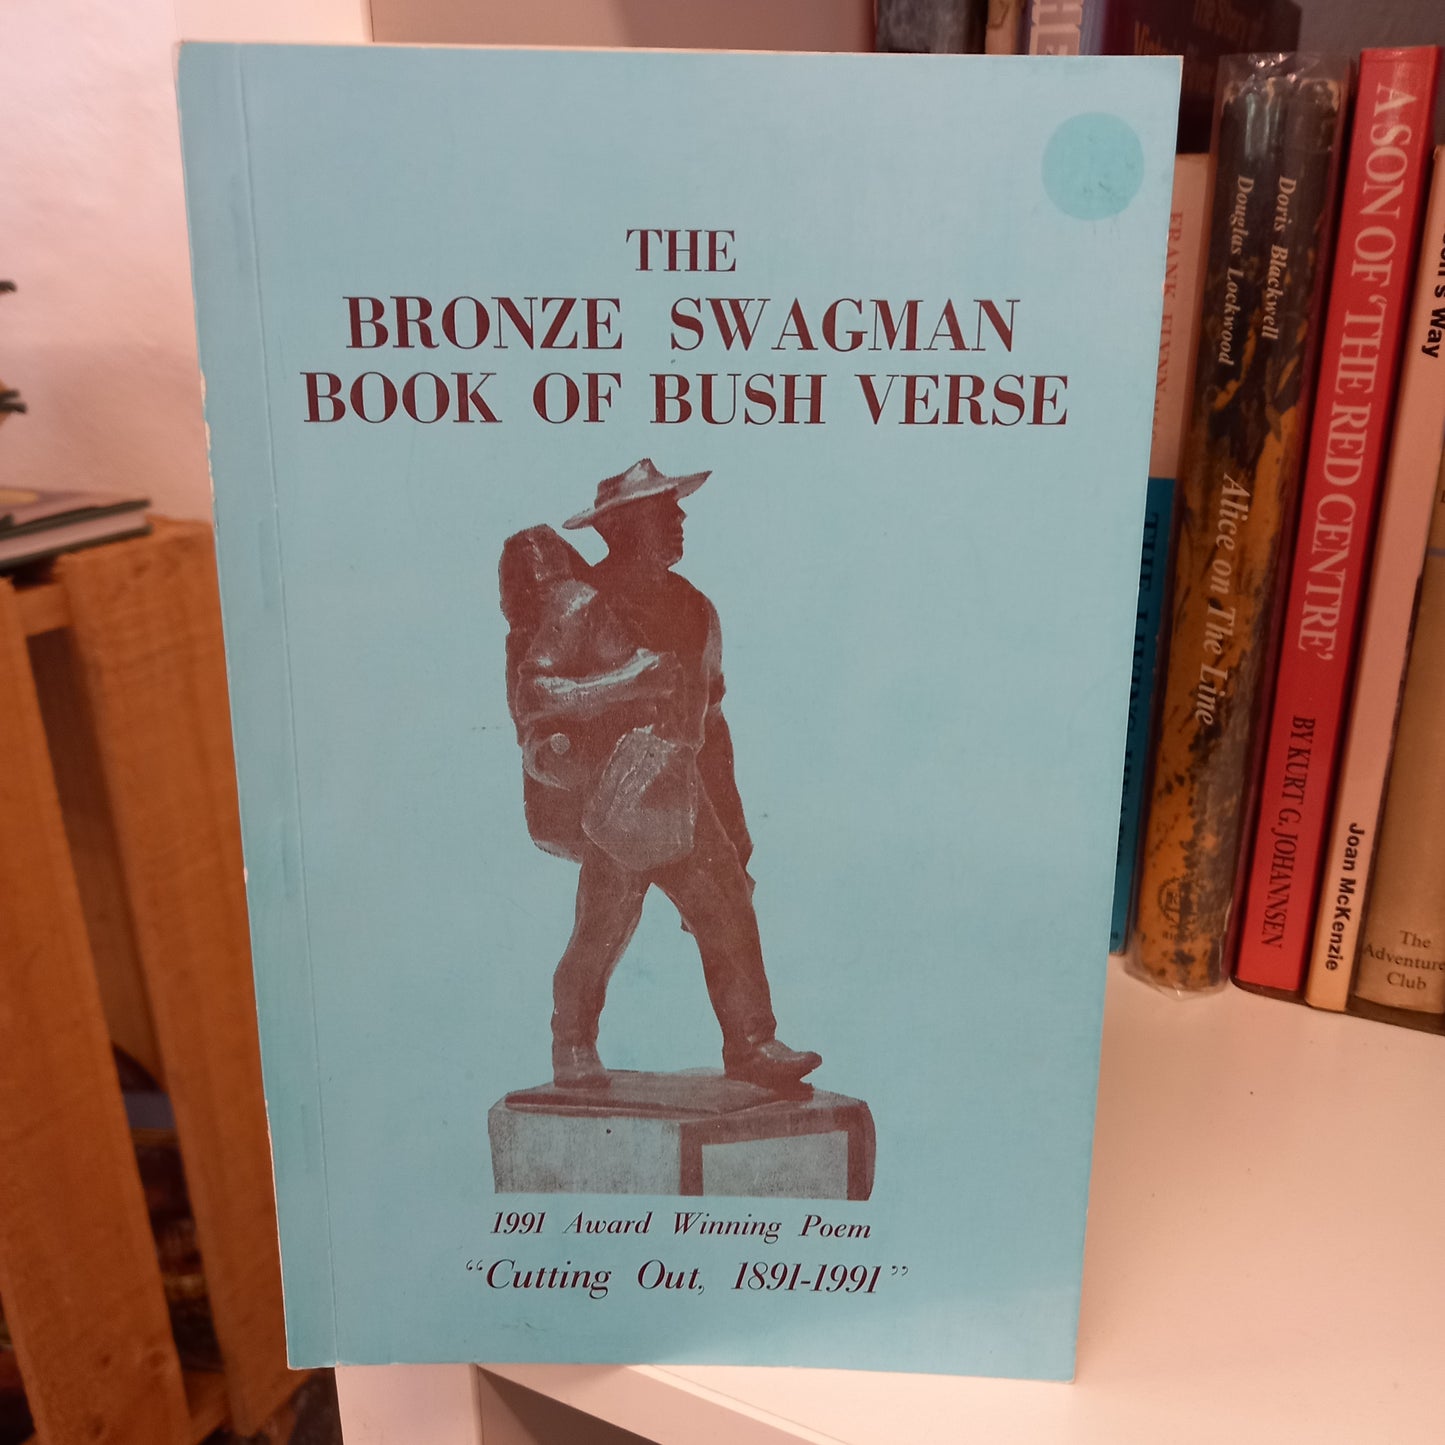 THE
BRONZE SWAGMAN
BOOK OF BUSH VERSE
1991 Award Winning Poem
"Cutting Out, 1891-1991"
Doris Blackwell
Douglas Lockwood
Alice on The Line
A SON OF 'THE RED CENTRE'
BY KURT G. JOHANNSEN
Way
Joan McKenzie
The
Adventure
Club